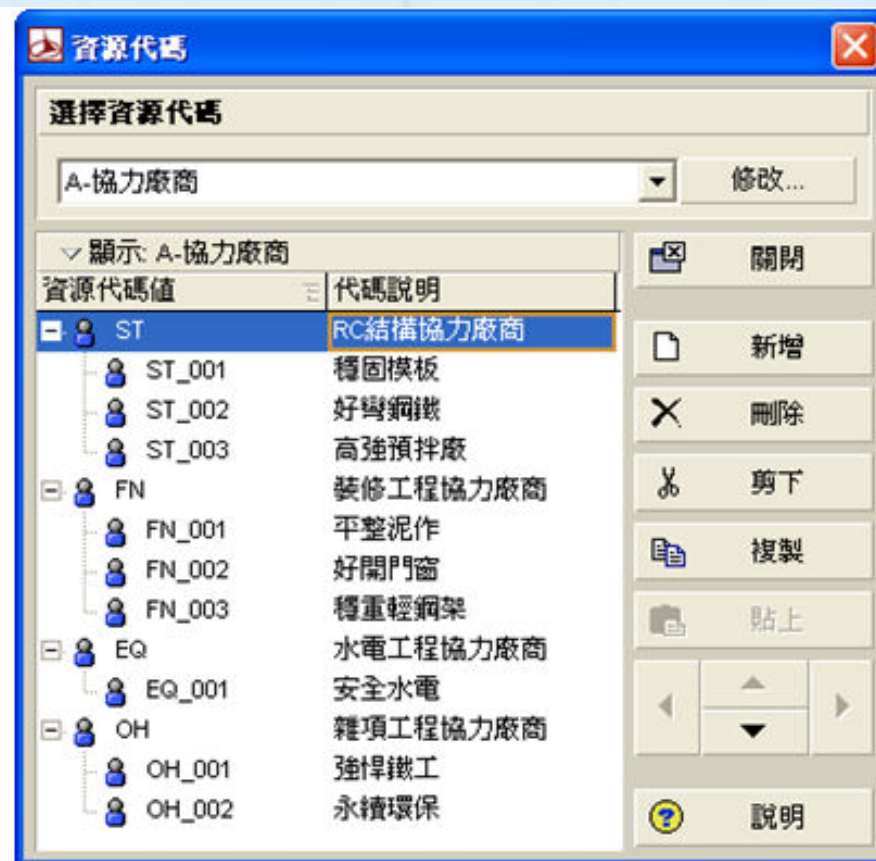 資源代碼
選擇資源代碼
A-協力廠商
修改...
顯示: A-協力廠商
資源代碼值 代碼說明
ST RC結構協力廠商
ST_001 穩固模板
ST_002 好彎鋼鐵
ST_003 高強預拌廠
FN 裝修工程協力廠商
FN_001 平整泥作
FN_002 好開門窗
FN_003 穩重輕鋼架
EQ 水電工程協力廠商
EQ_001 安全水電
OH 雜項工程協力廠商
OH_001 強悍鐵工
OH_002 永續環保
關閉
新增
刪除
剪下
複製
貼上
說明